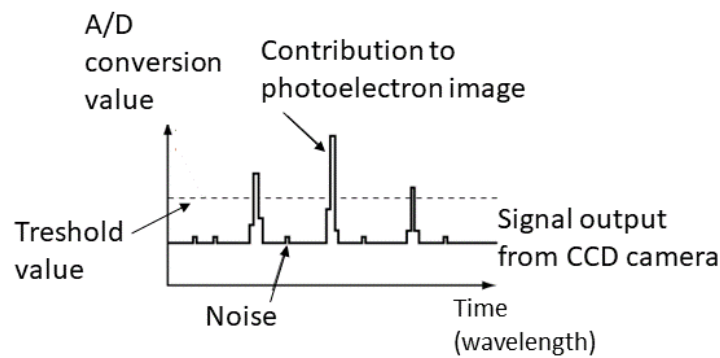 A/D
conversion
value
Contribution to
photoelectron image
Treshold
value
Signal output
from CCD camera
Noise
Time
(wavelength)